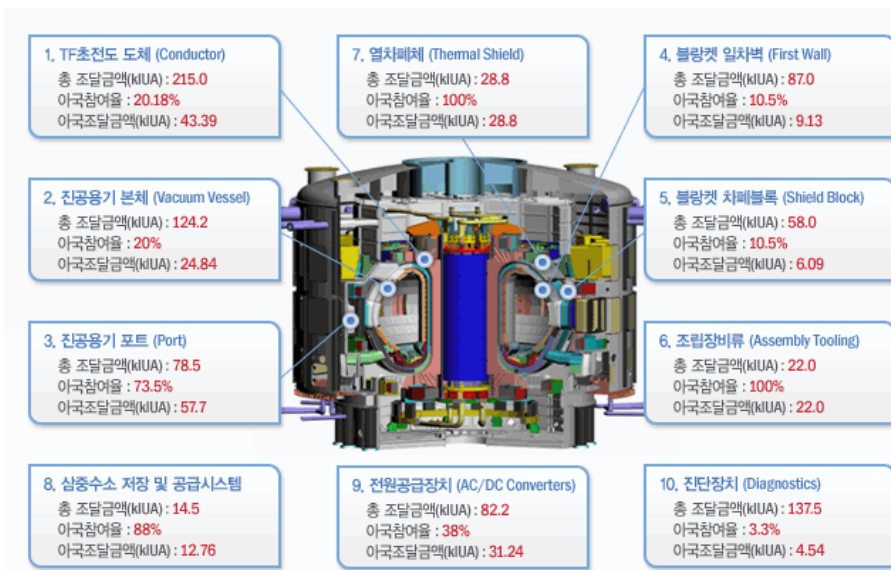 1. TF초전도 도체 (Conductor)
총 조달금액(kIUA) : 215.0
아국참여율 : 20.18%
아국조달금액(kIUA) : 43.39
7. 열차폐체 (Thermal Shield)
총 조달금액(kIUA) : 28.8
아국참여율 : 100%
아국조달금액(kIUA) : 28.8
4. 블랑켓 일차벽 (First Wall)
총 조달금액(kIUA) : 87.0
아국참여율 : 10.5%
아국조달금액(kIUA) : 9.13
2. 진공용기 본체 (Vacuum Vessel)
총 조달금액(kIUA) : 124.2
아국참여율 : 20%
아국조달금액(kIUA) : 24.84
5. 블랑켓 차폐블록 (Shield Block)
총 조달금액(kIUA) : 58.0
아국참여율 : 10.5%
아국조달금액(kIUA) : 6.09
3. 진공용기 포트 (Port)
총 조달금액(kIUA) : 78.5
아국참여율 : 73.5%
아국조달금액(kIUA) : 57.7
6. 조립장비류 (Assembly Tooling)
총 조달금액(kIUA) : 22.0
아국참여율 : 100%
아국조달금액(kIUA) : 22.0
8. 삼중수소 저장 및 공급시스템
총 조달금액(kIUA) : 14.5
아국참여율 : 88%
아국조달금액(kIUA) : 12.76
9. 전원공급장치 (AC/DC Converters)
총 조달금액(kIUA) : 82.2
아국참여율 : 38%
아국조달금액(kIUA) : 31.24
10. 진단장치 (Diagnostics)
총 조달금액(kIUA) : 137.5
아국참여율 : 3.3%
아국조달금액(kIUA) : 4.54